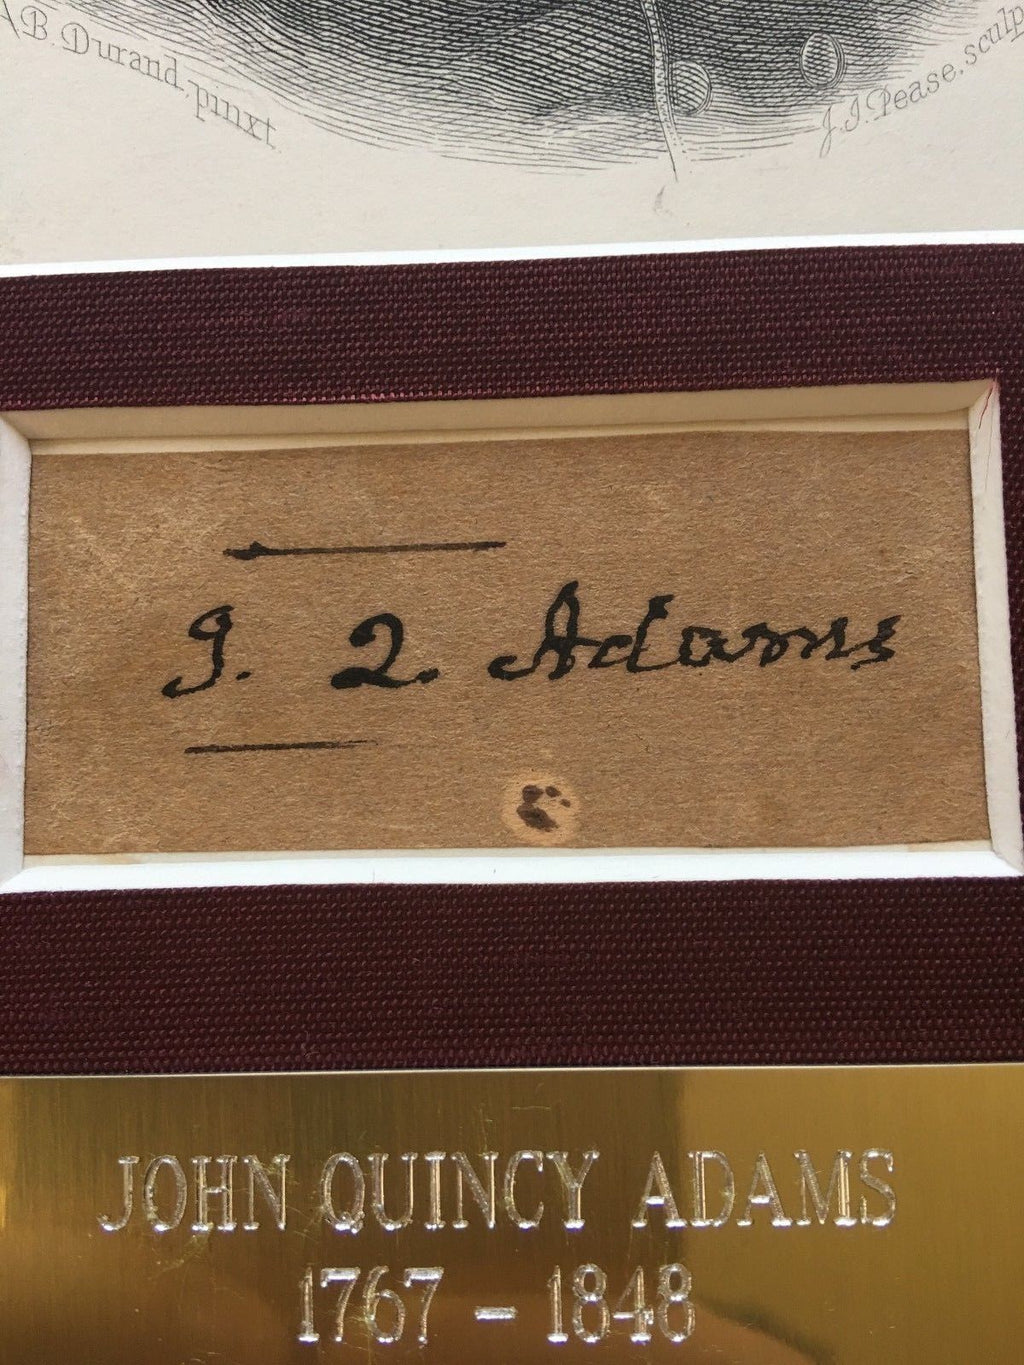 A B. Durand, pinxt
J. I. Pease. sculp
J. Q. Adams
JOHN QUINCY ADAMS
1767 - 1848